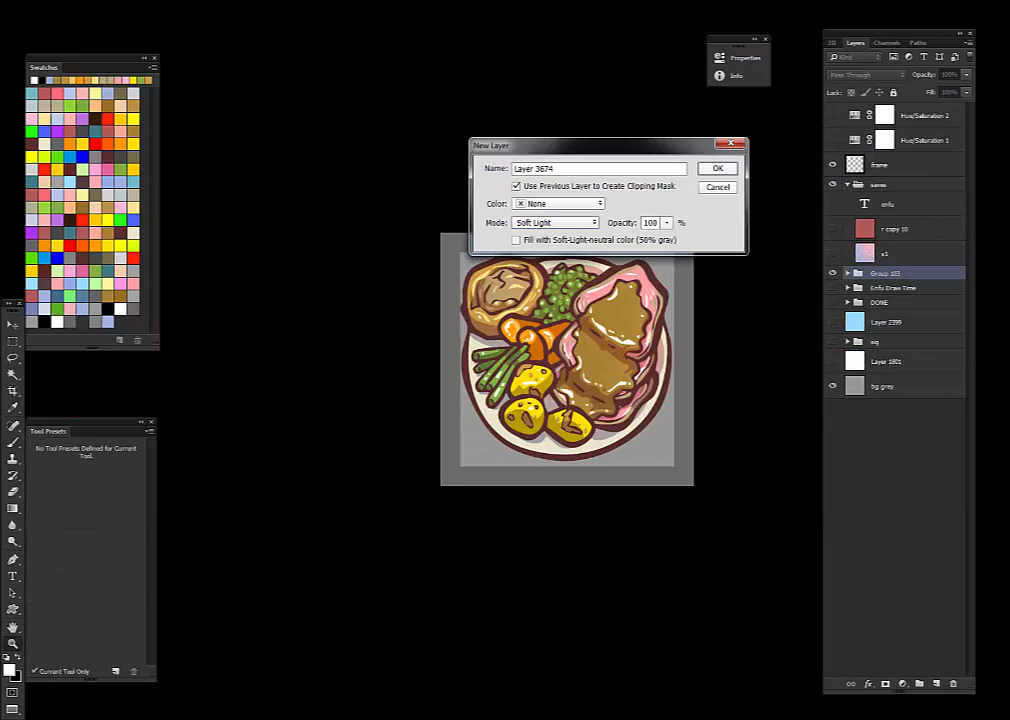 Swatches
Tool Presets
No Tool Presets Defined for Current
Tool.
Current Tool Only
New Layer
Name: Layer 3674
OK
Use Previous Layer to Create Clipping Mask
Cancel
Color: None
Mode: Soft Light Opacity: 100 %
Fill with Soft-Light-neutral color (50% gray)
Properties
Info
3D Layers Channels Paths
Kind
Pass Through Opacity: 100%
Lock: Fill: 100%
Hue/Saturation 2
Hue/Saturation 1
frame
saves
enfu
r copy 10
s1
Group 103
Enfu Draw Time
DONE
Layer 2399
sig
Layer 1801
bg grey
fx